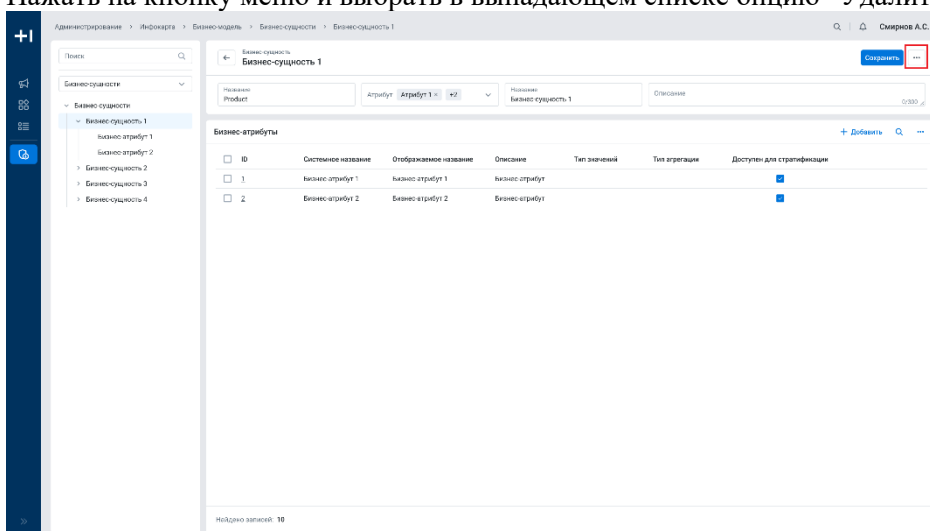 Нажать на кнопку меню и выбрать в выпадающем списке опцию "Удалит
Администрирование > Инфокарта > Бизнес-модель > Бизнес-сущности > Бизнес-сущность 1
Смирнов А.С.
Поиск
Бизнес-сущности
Бизнес-сущности
Бизнес-сущность 1
Бизнес-атрибут 1
Бизнес-атрибут 2
Бизнес-сущность 2
Бизнес-сущность 3
Бизнес-сущность 4
Бизнес-сущность
Бизнес-сущность 1
Сохранить
Название
Product
Атрибут Атрибут 1 × +2
Название
Бизнес-сущность 1
Описание
0/300
Бизнес-атрибуты
+ Добавить
ID Системное название Отображаемое название Описание Тип значений Тип агрегации Доступен для стратификации
1 Бизнес-атрибут 1 Бизнес-атрибут 1 Бизнес-атрибут
2 Бизнес-атрибут 2 Бизнес-атрибут 2 Бизнес-атрибут
Найдено записей: 10